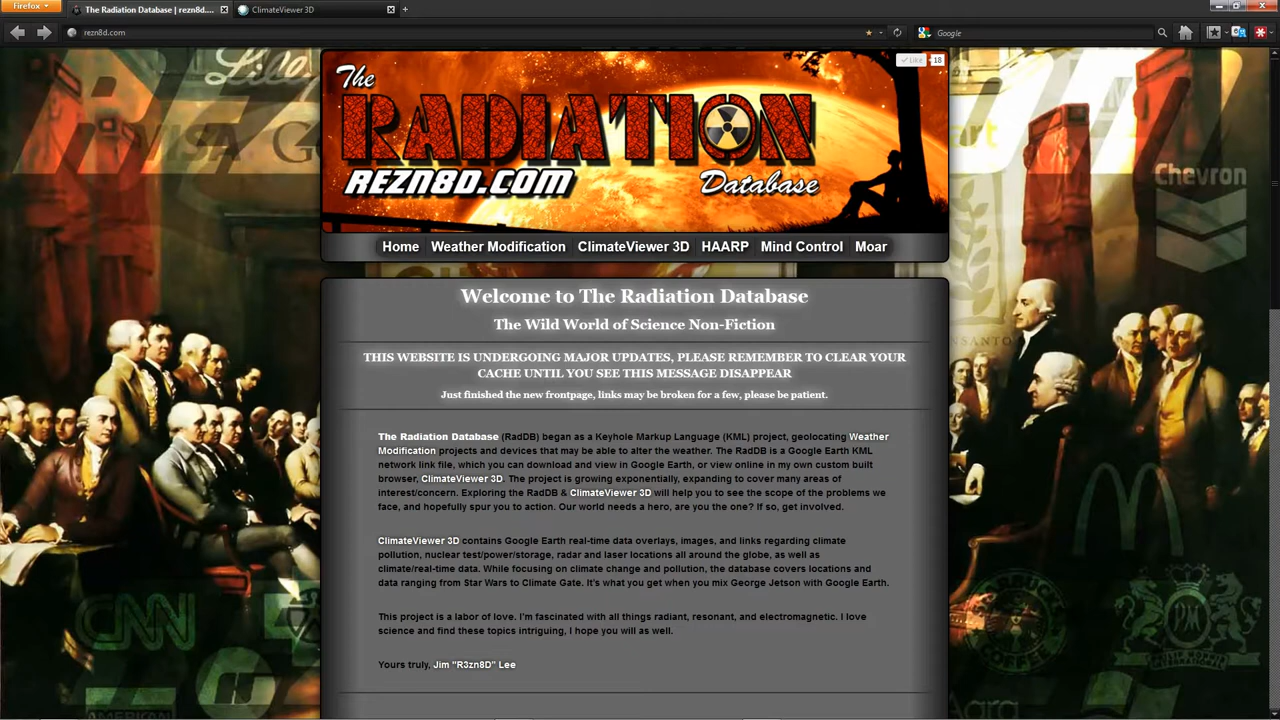 Firefox
The Radiation Database | rezn8d....
ClimateViewer 3D
rezn8d.com
Google
Like 18
The
RADIATION
REZN8D.COM
Database
VISA
Chevron
Home Weather Modification ClimateViewer 3D HAARP Mind Control Moar
Welcome to The Radiation Database
The Wild World of Science Non-Fiction
THIS WEBSITE IS UNDERGOING MAJOR UPDATES, PLEASE REMEMBER TO CLEAR YOUR
CACHE UNTIL YOU SEE THIS MESSAGE DISAPPEAR
Just finished the new frontpage, links may be broken for a few, please be patient.
The Radiation Database (RadDB) began as a Keyhole Markup Language (KML) project, geolocating Weather
Modification projects and devices that may be able to alter the weather. The RadDB is a Google Earth KML
network link file, which you can download and view in Google Earth, or view online in my own custom built
browser, ClimateViewer 3D. The project is growing exponentially, expanding to cover many areas of
interest/concern. Exploring the RadDB & ClimateViewer 3D will help you to see the scope of the problems we
face, and hopefully spur you to action. Our world needs a hero, are you the one? If so, get involved.
ClimateViewer 3D contains Google Earth real-time data overlays, images, and links regarding climate
pollution, nuclear test/power/storage, radar and laser locations all around the globe, as well as
climate/real-time data. While focusing on climate change and pollution, the database covers locations and
data ranging from Star Wars to Climate Gate. It's what you get when you mix George Jetson with Google Earth.
This project is a labor of love. I'm fascinated with all things radiant, resonant, and electromagnetic. I love
science and find these topics intriguing, I hope you will as well.
Yours truly, Jim "R3zn8D" Lee
CNN
COFFEE
AMERICAN